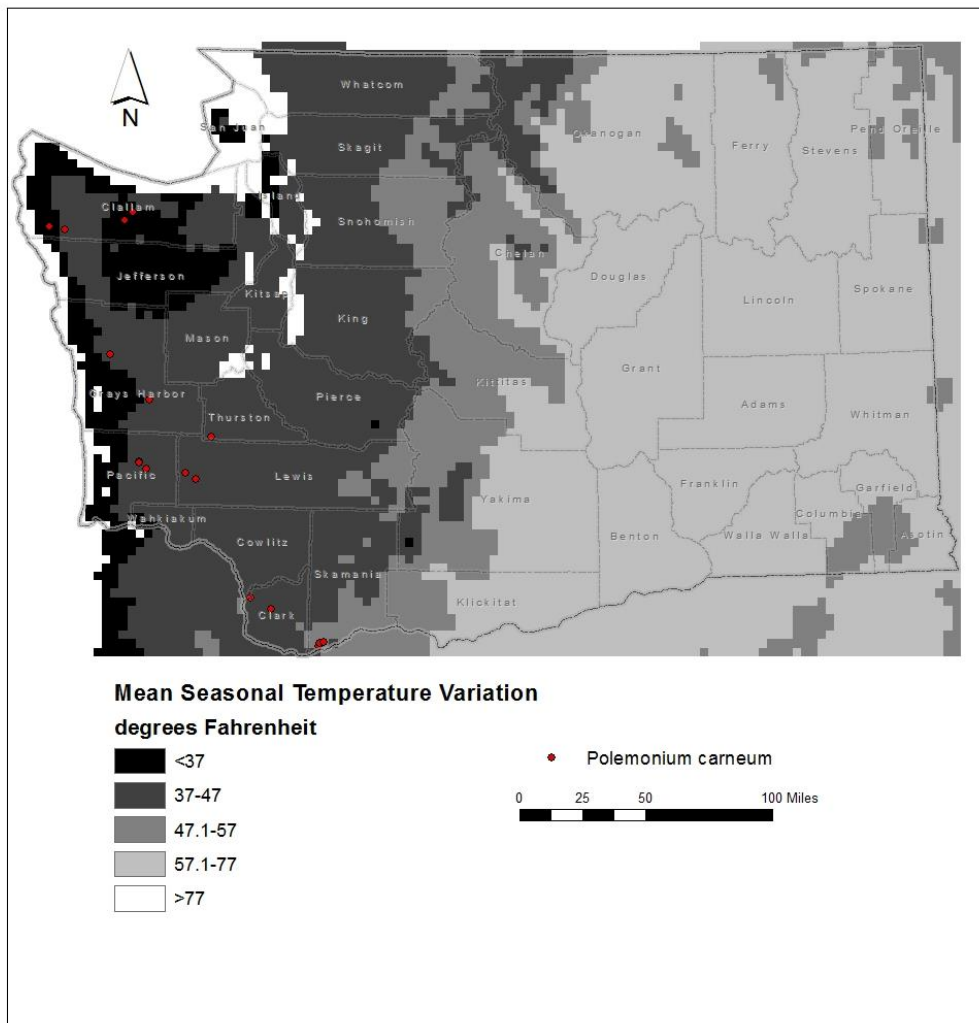 N
Whatcom
San Juan
Okanogan
Pend Oreille
Skagit
Ferry
Stevens
Island
Clallam
Snohomish
Chelan
Jefferson
Douglas
Kitsap
Lincoln
Spokane
King
Mason
Grant
Kittitas
Grays Harbor
Pierce
Adams
Thurston
Whitman
Pacific
Lewis
Franklin
Garfield
Yakima
Columbia
Wahkiakum
Benton
Walla Walla
Asotin
Cowlitz
Skamania
Klickitat
Clark
Mean Seasonal Temperature Variation
degrees Fahrenheit
<37
37-47
47.1-57
57.1-77
>77
Polemonium carneum
0 25 50 100 Miles